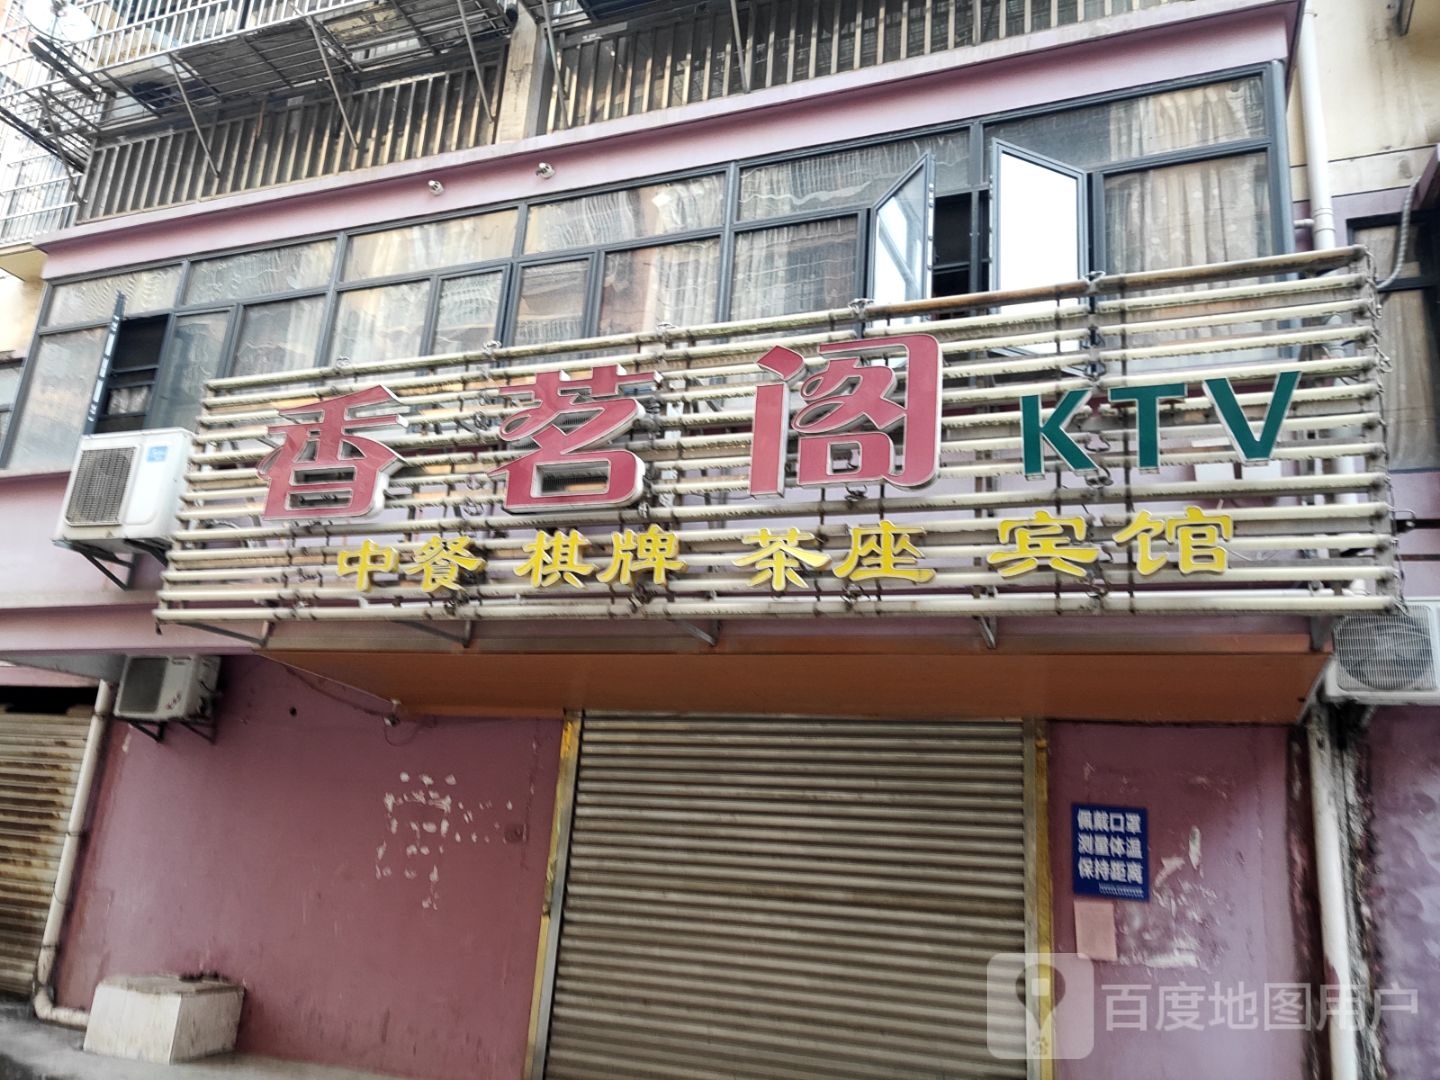 香茗阁 KTV
中餐 棋牌 茶座 宾馆
佩戴口罩
测量体温
保持距离
百度地图用户